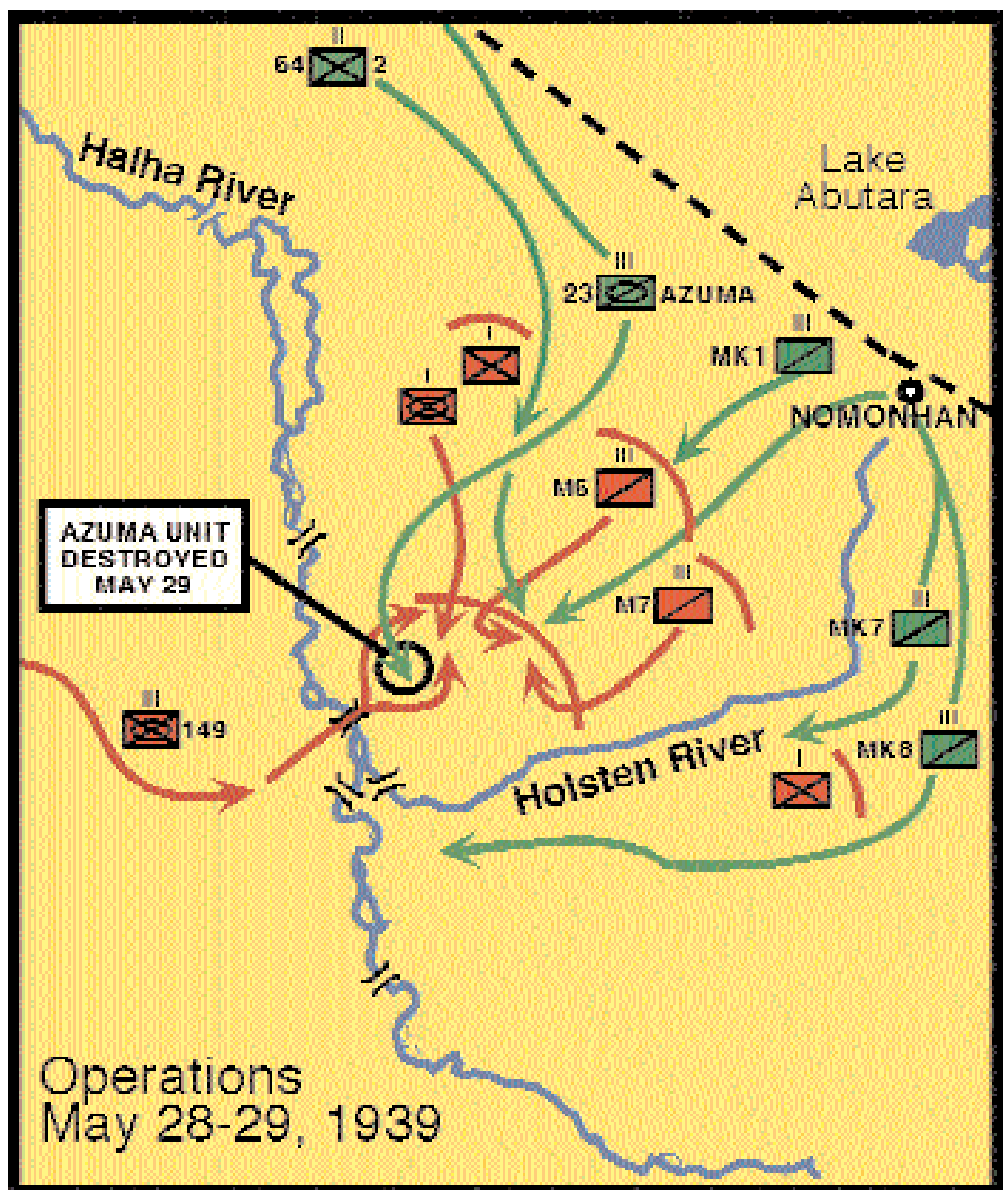 64 2
Halha River
Lake
Abutara
III
23 AZUMA
III
MK1
I
I
NOMONHAN
III
M6
AZUMA UNIT
DESTROYED
MAY 29
III
M7
III
MK7
III
149
III
MK8
Holsten River
I
Operations
May 28-29, 1939
II